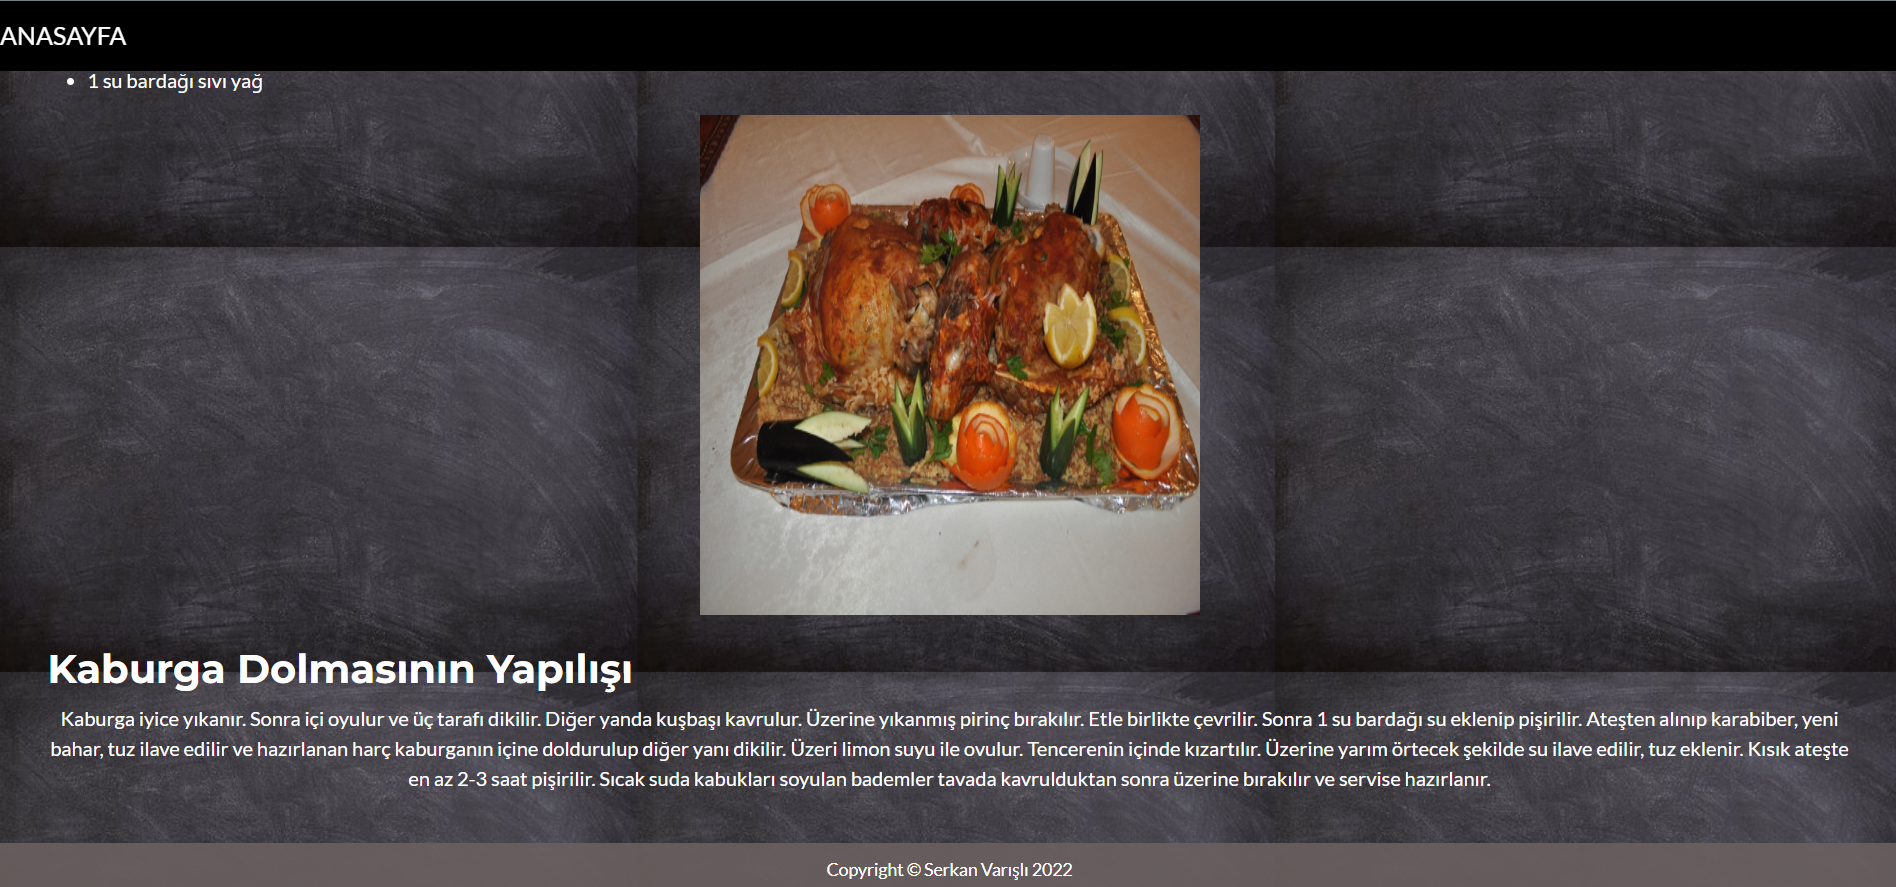 ANASAYFA
1 su bardağı sıvı yağ
Kaburga Dolmasının Yapılışı
Kaburga iyice yıkanır. Sonra içi oyulur ve üç tarafı dikilir. Diğer yanda kuşbaşı kavrulur. Üzerine yıkanmış pirinç bırakılır. Etle birlikte çevrilir. Sonra 1 su bardağı su eklenip pişirilir. Ateşten alınıp karabiber, yeni
bahar, tuz ilave edilir ve hazırlanan harç kaburganın içine doldurulup diğer yanı dikilir. Üzeri limon suyu ile ovulur. Tencerenin içinde kızartılır. Üzerine yarım örtecek şekilde su ilave edilir, tuz eklenir. Kısık ateşte
en az 2-3 saat pişirilir. Sıcak suda kabukları soyulan bademler tavada kavrulduktan sonra üzerine bırakılır ve servise hazırlanır.
Copyright © Serkan Varışlı 2022